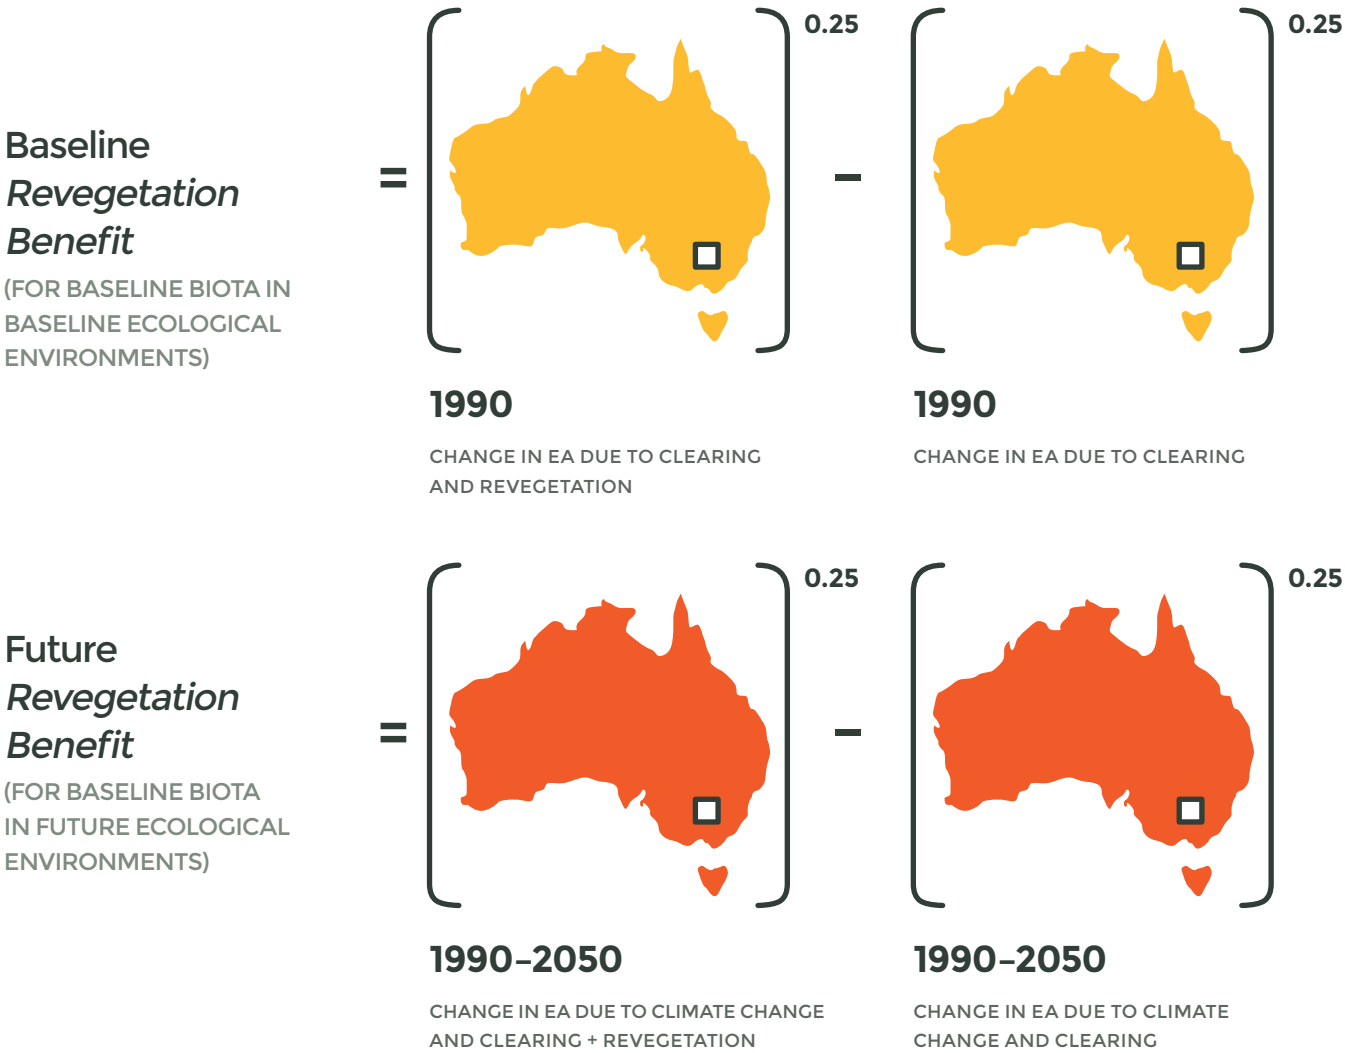 Baseline
Revegetation
Benefit
(FOR BASELINE BIOTA IN
BASELINE ECOLOGICAL
ENVIRONMENTS)
=
0.25
–
0.25
1990
CHANGE IN EA DUE TO CLEARING
AND REVEGETATION
1990
CHANGE IN EA DUE TO CLEARING
Future
Revegetation
Benefit
(FOR BASELINE BIOTA
IN FUTURE ECOLOGICAL
ENVIRONMENTS)
=
0.25
–
0.25
1990–2050
CHANGE IN EA DUE TO CLIMATE CHANGE
AND CLEARING + REVEGETATION
1990–2050
CHANGE IN EA DUE TO CLIMATE
CHANGE AND CLEARING